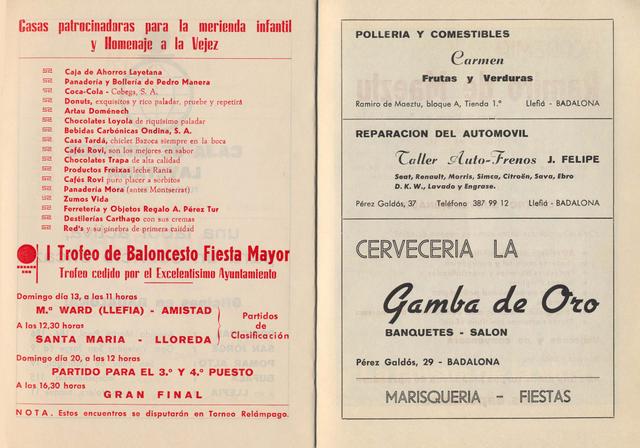 Casas patrocinadoras para la merienda infantil
y Homenaje a la Vejez
Caja de Ahorros Layetana
Panadería y Bollería de Pedro Manera
Coca-Cola - Cobega, S. A.
Donuts, exquisitos y rico paladar, pruebe y repetirá
Artau Doménech
Chocolates Loyola de riquísimo paladar
Bebidas Carbónicas Ondina, S. A.
Casa Tardá, chiclet Bazoca siempre en la boca
Cafés Rovi, son los mejores en sabor
Chocolates Trapa de alta calidad
Productos Freixas leche Rania
Cafés Rovi puro placer a sorbitos
Panadería Mora (antes Montserrat)
Zumos Vida
Ferretería y Objetos Regalo A. Pérez Tur
Destilerías Carthago con sus cremas
Red's y su ginebra de primera calidad
I Trofeo de Baloncesto Fiesta Mayor
Trofeo cedido por el Excelentísimo Ayuntamiento
Domingo día 13, a las 11 horas
M.ª WARD (LLEFIA) - AMISTAD
A las 12,30 horas
SANTA MARIA - LLOREDA
Partidos
de
Clasificación
Domingo día 20, a las 12 horas
PARTIDO PARA EL 3.º Y 4.º PUESTO
A las 16,30 horas
GRAN FINAL
NOTA. Estos encuentros se disputarán en Torneo Relámpago.
POLLERIA Y COMESTIBLES
Carmen
Frutas y Verduras
Ramiro de Maeztu, bloque A, Tienda 1.ª Llefiá - BADALONA
REPARACION DEL AUTOMOVIL
Taller Auto-Frenos J. FELIPE
Seat, Renault, Morris, Simca, Citroën, Sava, Ebro
D. K. W., Lavado y Engrase.
Pérez Galdós, 37 Teléfono 387 99 12 Llefiá - BADALONA
CERVECERIA LA
Gamba de Oro
BANQUETES - SALON
Pérez Galdós, 29 - BADALONA
MARISQUERIA - FIESTAS